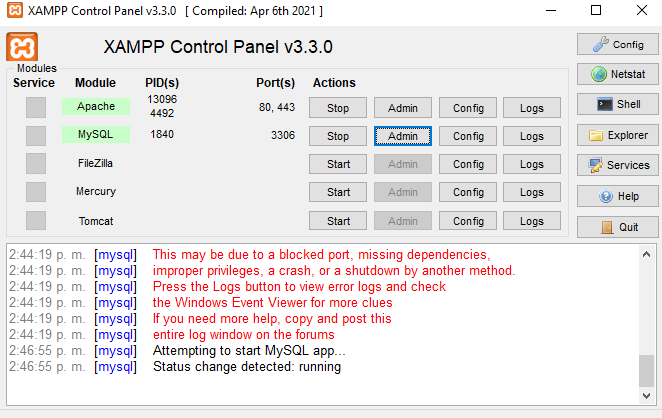 XAMPP Control Panel v3.3.0 [ Compiled: Apr 6th 2021 ]
XAMPP Control Panel v3.3.0
Config
Modules
Service Module PID(s) Port(s) Actions
Netstat
Apache 13096 4492 80, 443 Stop Admin Config Logs
Shell
MySQL 1840 3306 Stop Admin Config Logs
Explorer
FileZilla Start Admin Config Logs
Services
Mercury Start Admin Config Logs
Help
Tomcat Start Admin Config Logs
Quit
2:44:19 p. m. [mysql] This may be due to a blocked port, missing dependencies,
2:44:19 p. m. [mysql] improper privileges, a crash, or a shutdown by another method.
2:44:19 p. m. [mysql] Press the Logs button to view error logs and check
2:44:19 p. m. [mysql] the Windows Event Viewer for more clues
2:44:19 p. m. [mysql] If you need more help, copy and post this
2:44:19 p. m. [mysql] entire log window on the forums
2:46:55 p. m. [mysql] Attempting to start MySQL app...
2:46:55 p. m. [mysql] Status change detected: running